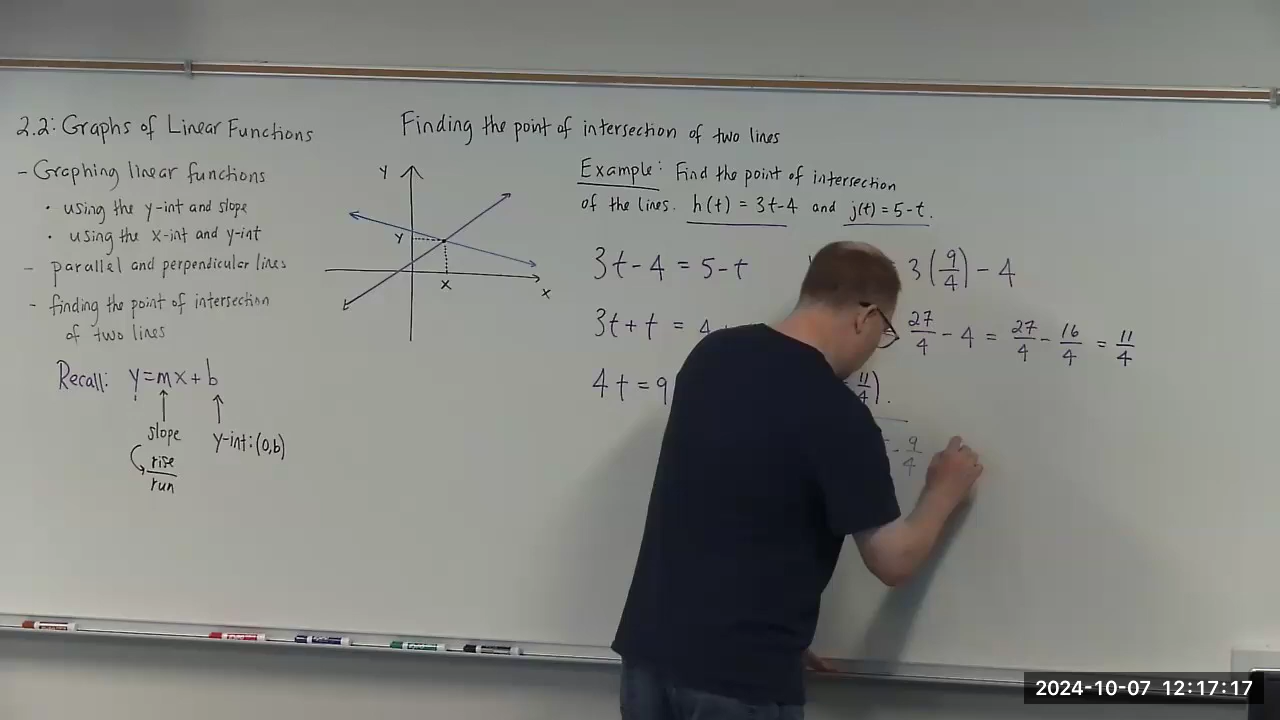 2.2: Graphs of Linear Functions
- Graphing linear functions
• using the y-int and slope
• using the x-int and y-int
- parallel and perpendicular lines
- finding the point of intersection
of two lines
Recall: y=mx+b
slope
y-int: (0,b)
rise
run
Finding the point of intersection of two lines
Y
Y
X
X
Example: Find the point of intersection
of the lines. h(t) = 3t-4 and j(t) = 5-t.
3t-4 = 5-t
3t+t =
4t = 9
3(9/4) - 4
27/4 - 4 = 27/4 - 16/4 = 11/4
11/4).
- 9/4
2024-10-07 12:17:17